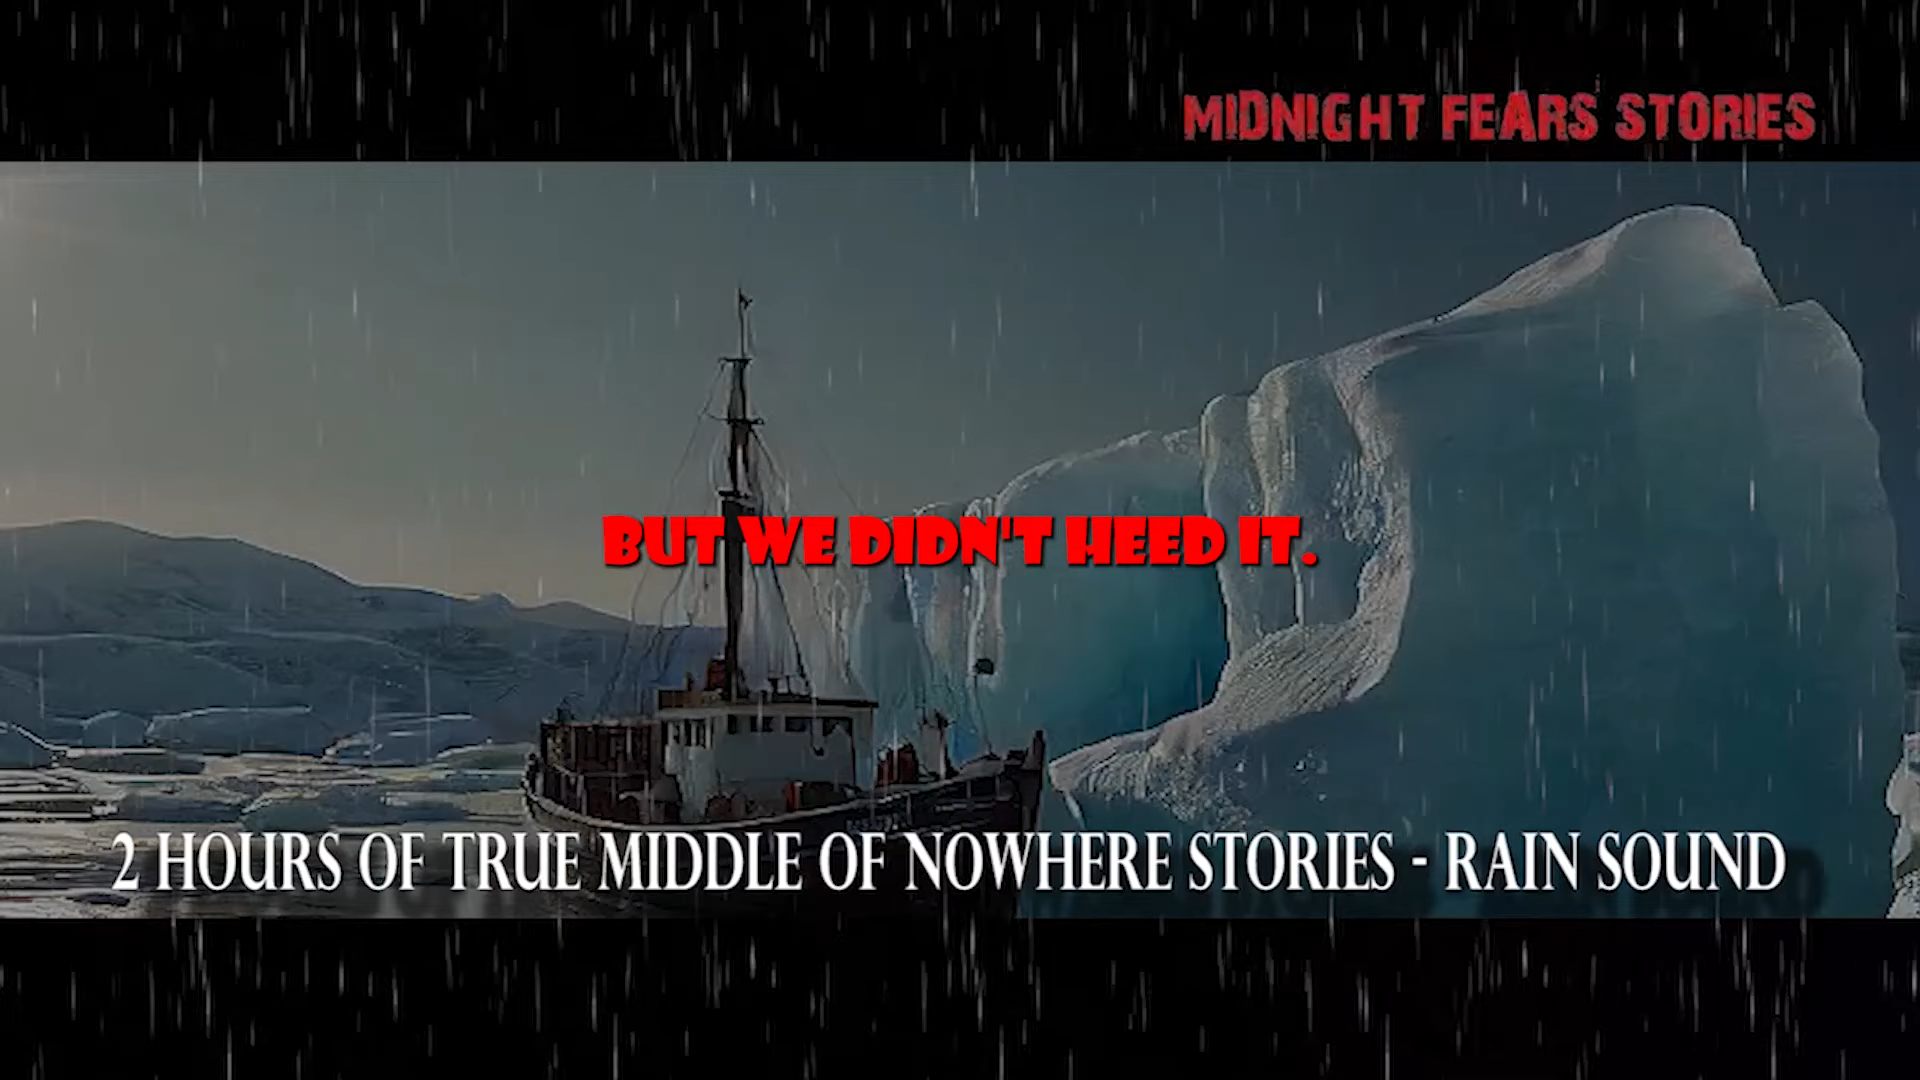 MIDNIGHT FEARS STORIES
BUT WE DIDN'T HEED IT.
2 HOURS OF TRUE MIDDLE OF NOWHERE STORIES - RAIN SOUND